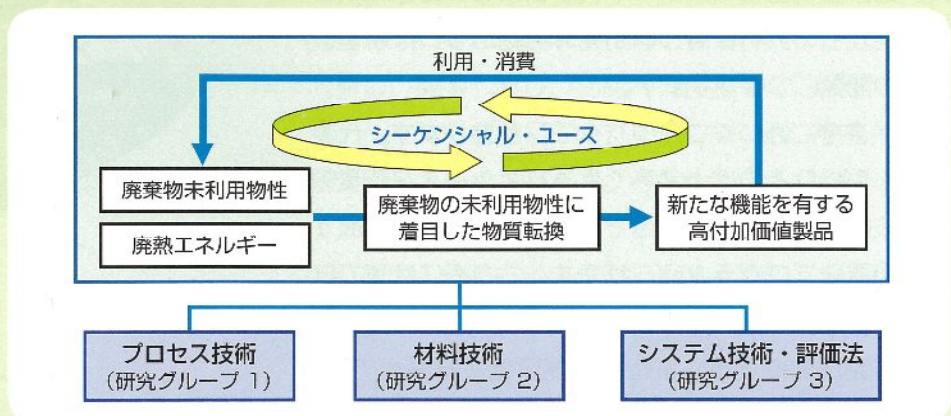 利用・消費
シーケンシャル・ユース
廃棄物未利用物性
廃熱エネルギー
廃棄物の未利用物性に
着目した物質転換
新たな機能を有する
高付加価値製品
プロセス技術
（研究グループ 1）
材料技術
（研究グループ 2）
システム技術・評価法
（研究グループ 3）